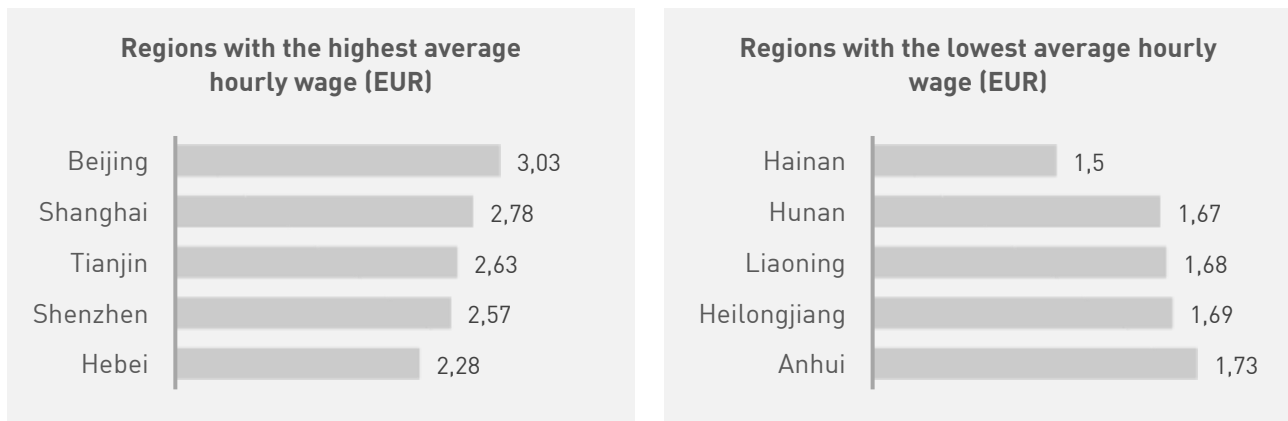 Regions with the highest average
hourly wage (EUR)
Beijing 3,03
Shanghai 2,78
Tianjin 2,63
Shenzhen 2,57
Hebei 2,28
Regions with the lowest average hourly
wage (EUR)
Hainan 1,5
Hunan 1,67
Liaoning 1,68
Heilongjiang 1,69
Anhui 1,73